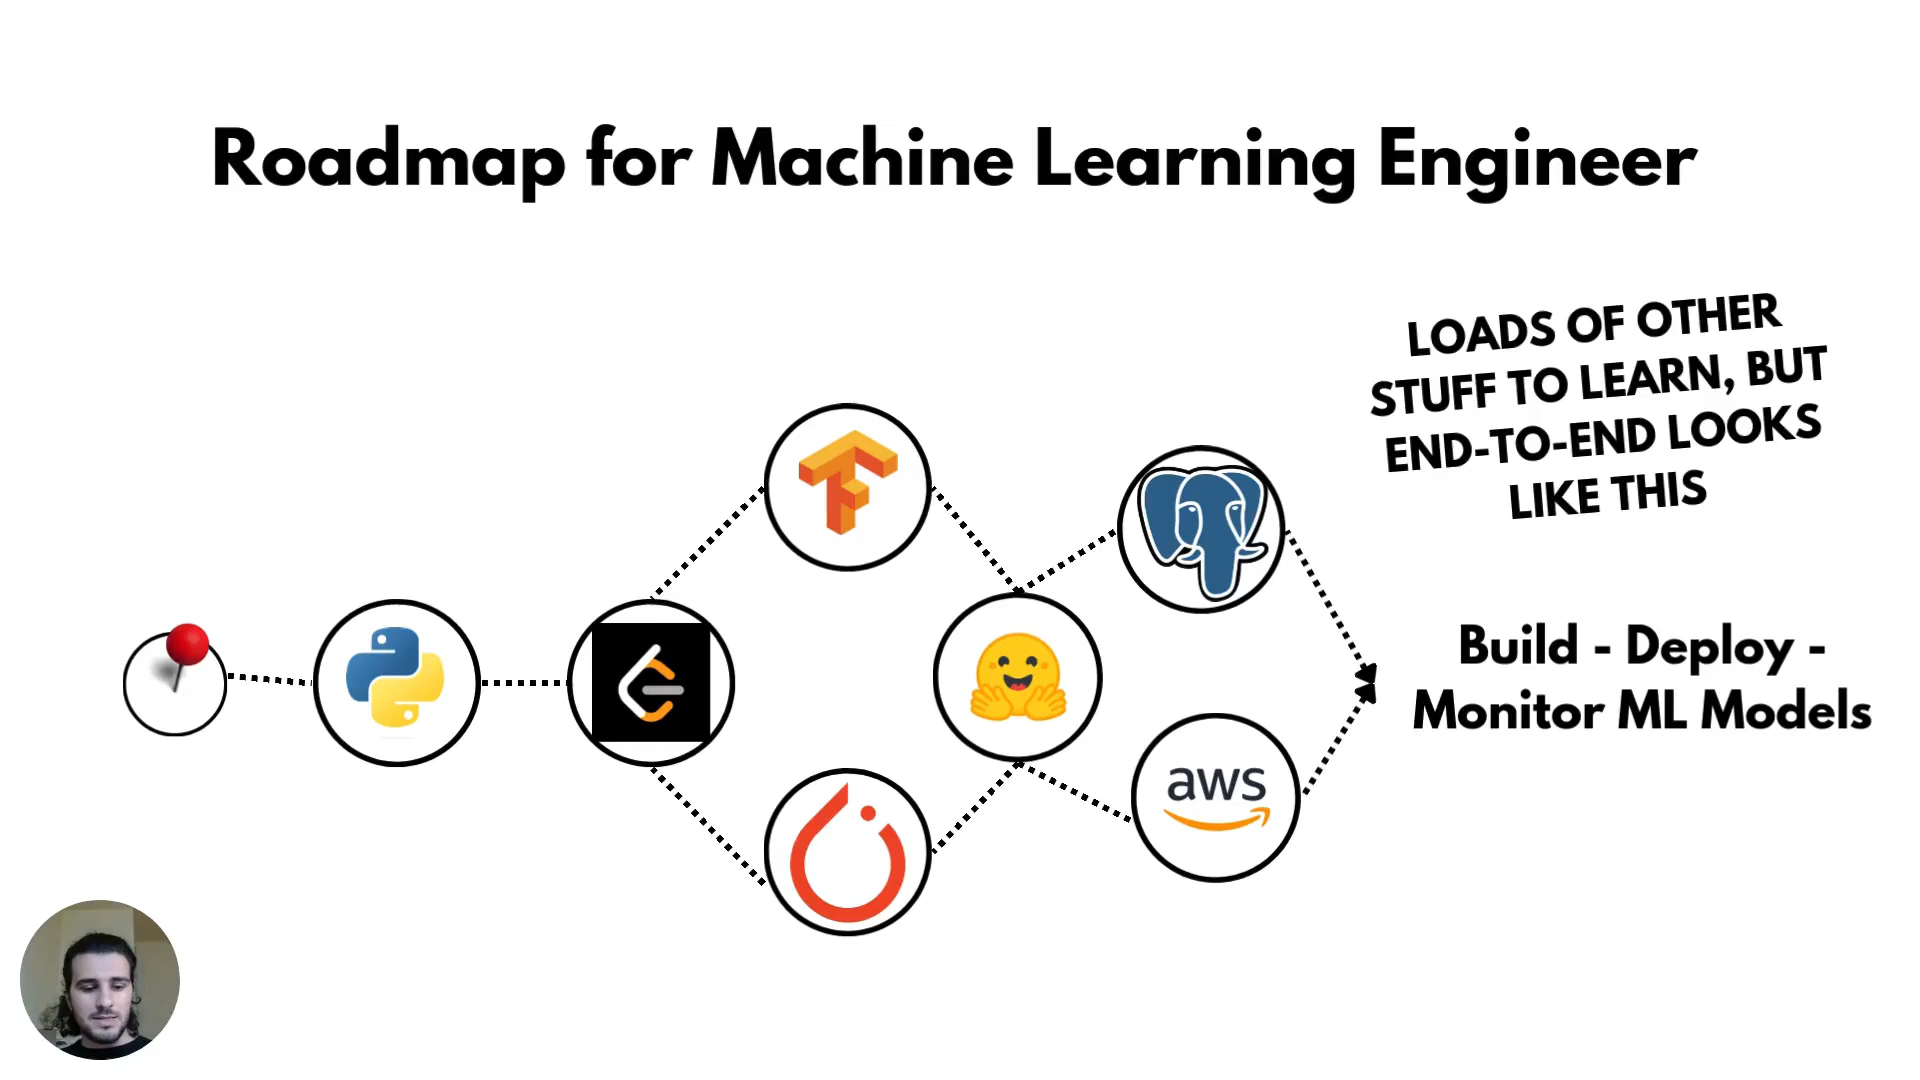 Roadmap for Machine Learning Engineer
LOADS OF OTHER
STUFF TO LEARN, BUT
END-TO-END LOOKS
LIKE THIS
Build - Deploy -
Monitor ML Models
aws